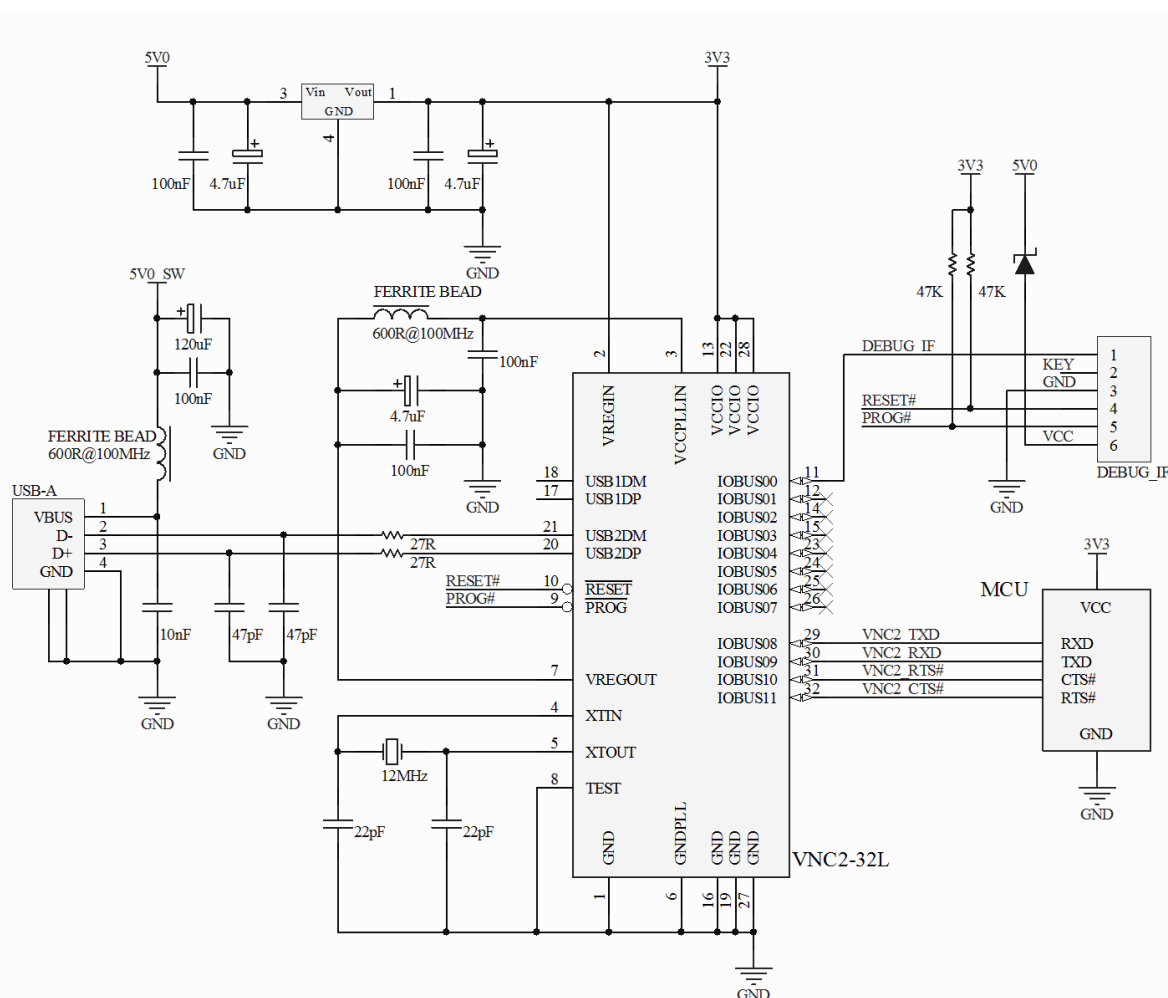 5V0
3V3
3
Vin
Vout
1
GND
4
100nF
4.7uF
100nF
4.7uF
GND
3V3
5V0
47K
47K
5V0_SW
120uF
100nF
GND
FERRITE BEAD
600R@100MHz
FERRITE BEAD
600R@100MHz
100nF
4.7uF
100nF
GND
USB-A
VBUS
1
D-
2
D+
3
GND
4
27R
27R
10nF
47pF
47pF
GND
GND
RESET#
PROG#
2
3
13
22
28
VREGIN
VCCPLLIN
VCCIO
VCCIO
VCCIO
18
USB1DM
17
USB1DP
21
USB2DM
20
USB2DP
10
RESET
9
PROG
7
VREGOUT
4
XTIN
5
XTOUT
8
TEST
12MHz
22pF
22pF
IOBUS00
11
IOBUS01
12
IOBUS02
14
IOBUS03
15
IOBUS04
23
IOBUS05
24
IOBUS06
25
IOBUS07
26
IOBUS08
29
IOBUS09
30
IOBUS10
31
IOBUS11
32
GND
GNDPLL
GND
GND
GND
1
6
16
19
27
VNC2-32L
GND
DEBUG_IF
KEY
GND
RESET#
PROG#
VCC
1
2
3
4
5
6
DEBUG_IF
GND
3V3
MCU
VCC
VNC2_TXD
RXD
VNC2_RXD
TXD
VNC2_RTS#
CTS#
VNC2_CTS#
RTS#
GND
GND